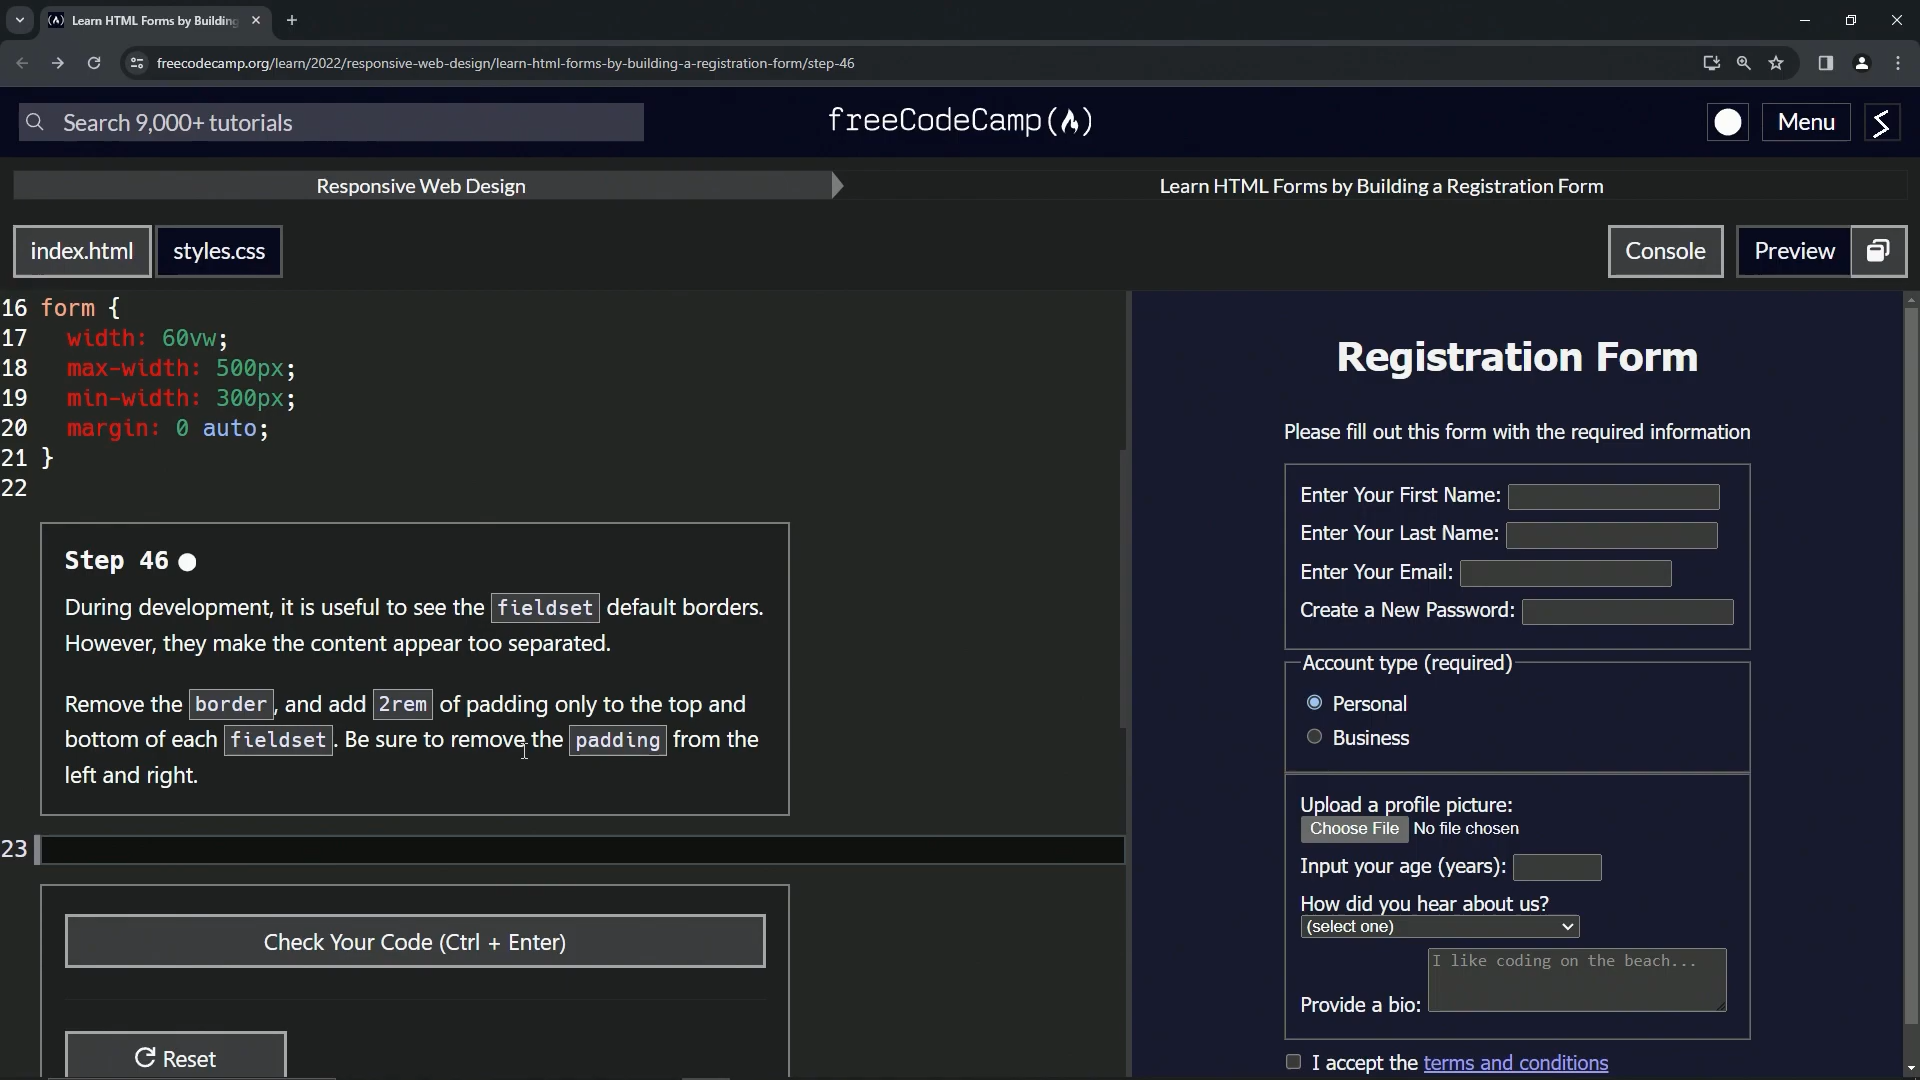 Learn HTML Forms by Building
freecodecamp.org/learn/2022/responsive-web-design/learn-html-forms-by-building-a-registration-form/step-46
Search 9,000+ tutorials
freeCodeCamp
Menu
Responsive Web Design
Learn HTML Forms by Building a Registration Form
index.html
styles.css
Console
Preview
16 form {
17 width: 60vw;
18 max-width: 500px;
19 min-width: 300px;
20 margin: 0 auto;
21 }
22
Step 46
During development, it is useful to see the fieldset default borders.
However, they make the content appear too separated.
Remove the border, and add 2rem of padding only to the top and
bottom of each fieldset. Be sure to remove the padding from the
left and right.
23
Check Your Code (Ctrl + Enter)
Reset
Registration Form
Please fill out this form with the required information
Enter Your First Name:
Enter Your Last Name:
Enter Your Email:
Create a New Password:
Account type (required)
Personal
Business
Upload a profile picture:
Choose File No file chosen
Input your age (years):
How did you hear about us?
(select one)
I like coding on the beach...
Provide a bio:
I accept the terms and conditions